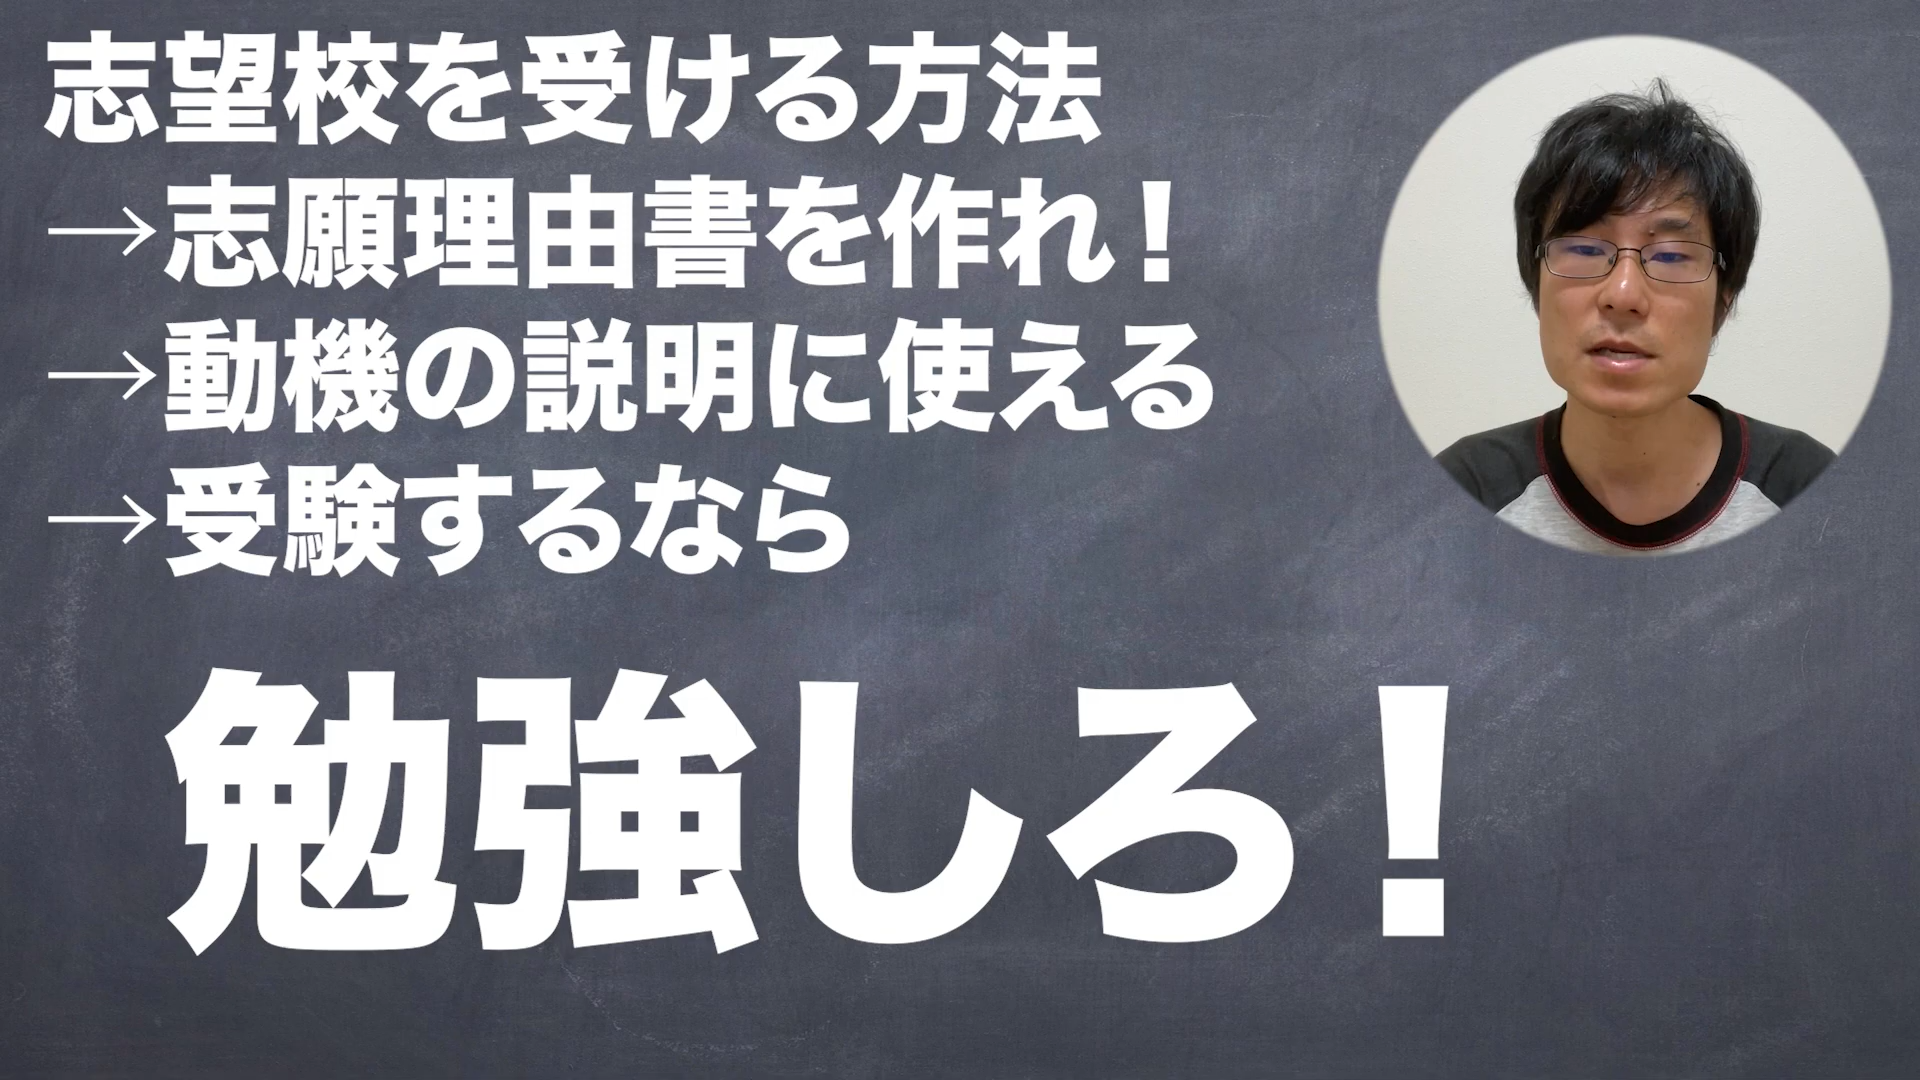 志望校を受ける方法
→志願理由書を作れ！
→動機の説明に使える
→受験するなら
勉強しろ！